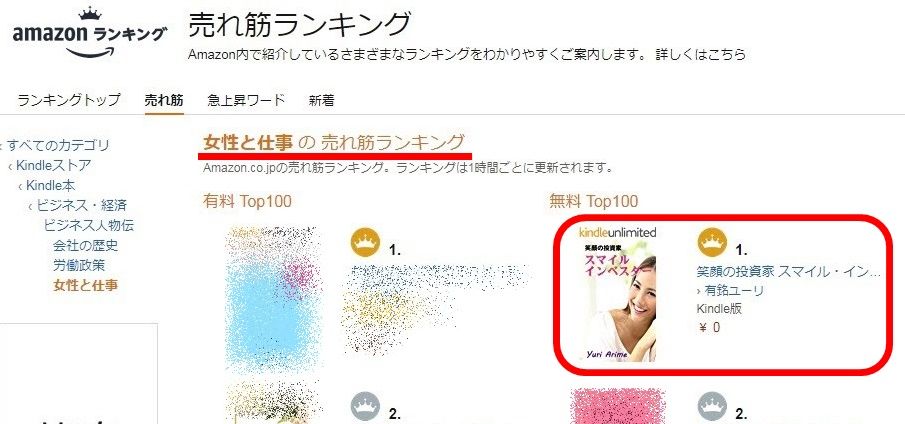 amazon ランキング
売れ筋ランキング
Amazon内で紹介しているさまざまなランキングをわかりやすくご案内します。 詳しくはこちら
ランキングトップ 売れ筋 急上昇ワード 新着
‹ すべてのカテゴリ
‹ Kindleストア
‹ Kindle本
‹ ビジネス・経済
ビジネス人物伝
会社の歴史
労働政策
女性と仕事
女性と仕事 の 売れ筋ランキング
Amazon.co.jpの売れ筋ランキング。ランキングは1時間ごとに更新されます。
有料 Top100
1.
2.
無料 Top100
kindleunlimited
笑顔の投資家
スマイル
インベスター
Yuri Arime
1.
笑顔の投資家 スマイル・イン...
› 有銘ユーリ
Kindle版
¥ 0
2.